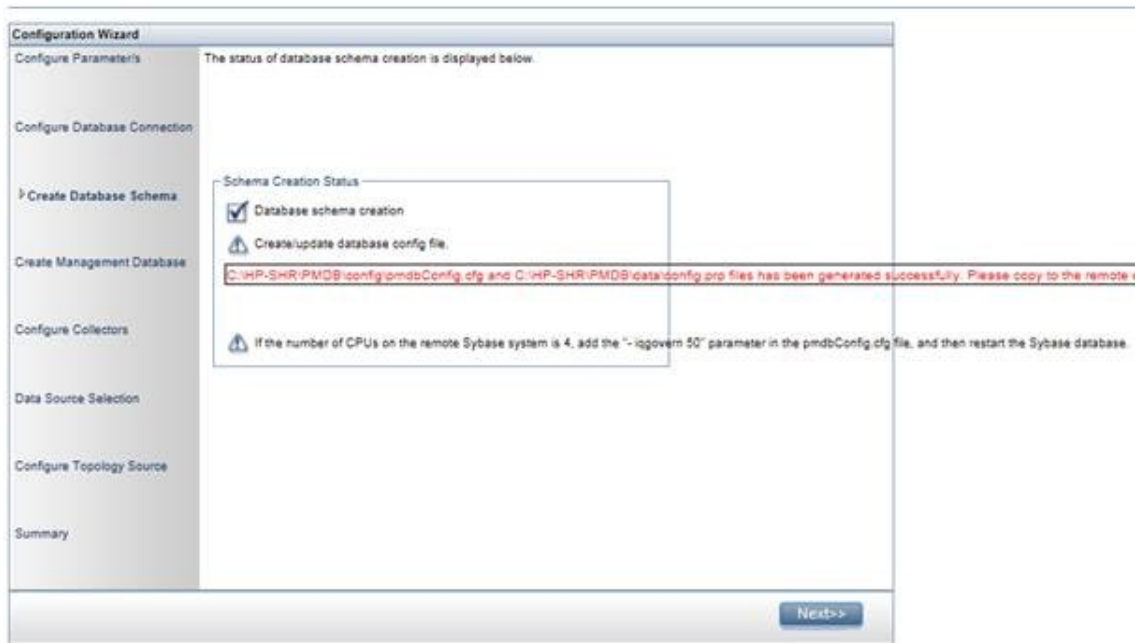 Configuration Wizard
Configure Parameter/s
The status of database schema creation is displayed below.
Configure Database Connection
Create Database Schema
Schema Creation Status
Database schema creation
Create/update database config file.
C:\HP-SHR\PMDB\config\pmdbConfig.cfg and C:\HP-SHR\PMDB\data\config.prp files has been generated successfully. Please copy to the remote
Create Management Database
Configure Collectors
If the number of CPUs on the remote Sybase system is 4, add the "- iqgovern 50" parameter in the pmdbConfig.cfg file, and then restart the Sybase database.
Data Source Selection
Configure Topology Source
Summary
Next>>